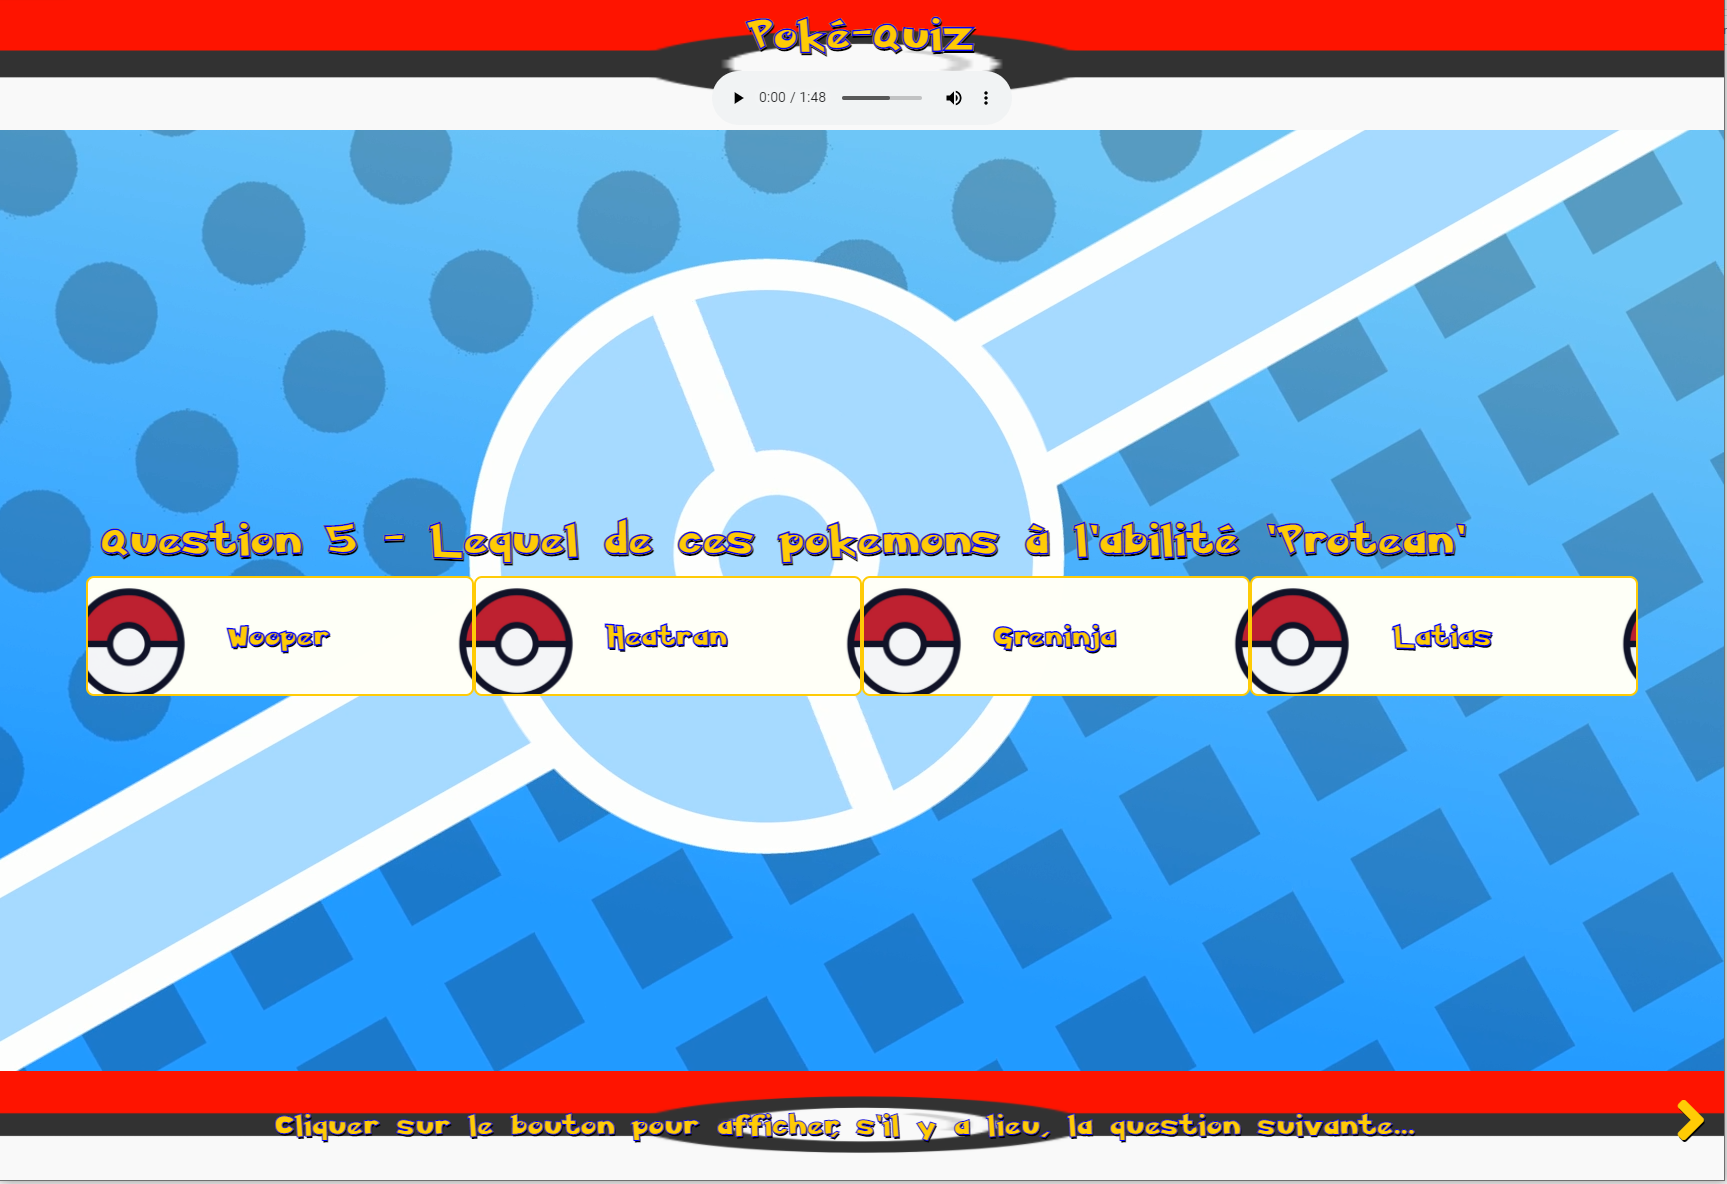 Poké-Quiz
0:00 / 1:48
Question 5 - Lequel de ces pokemons à l'abilité 'Protean'
Wooper
Heatran
Greninja
Latias
Cliquer sur le bouton pour afficher, s'il y a lieu, la question suivante...